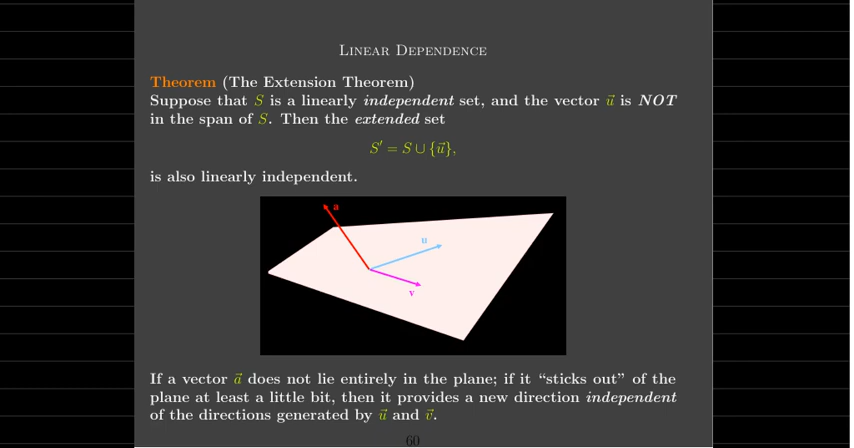 LINEAR DEPENDENCE
Theorem (The Extension Theorem)
Suppose that S is a linearly independent set, and the vector u⃗ is NOT
in the span of S. Then the extended set
S′ = S ∪ {u⃗},
is also linearly independent.
a
u
v
If a vector a⃗ does not lie entirely in the plane; if it “sticks out” of the
plane at least a little bit, then it provides a new direction independent
of the directions generated by u⃗ and v⃗.
60